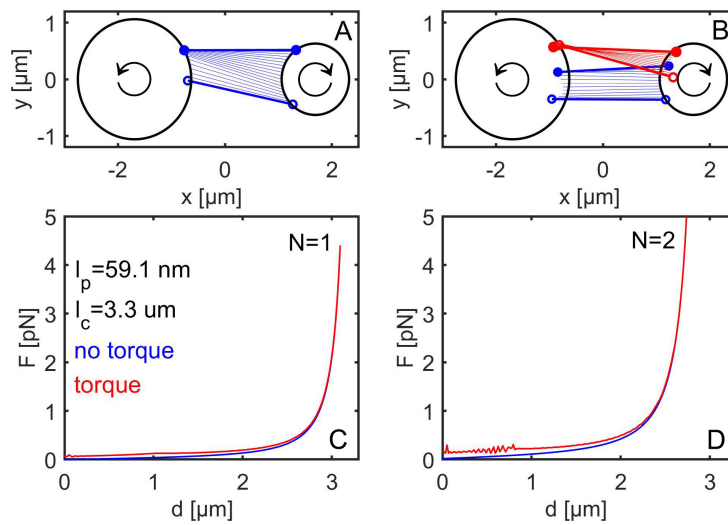 A
B
1
0
-1
y [µm]
-2
0
2
x [µm]
1
0
-1
y [µm]
-2
0
2
x [µm]
5
4
3
2
1
0
F [pN]
N=1
l_p=59.1 nm
l_c=3.3 um
no torque
torque
C
0
1
2
3
d [µm]
5
4
3
2
1
0
F [pN]
N=2
D
0
1
2
3
d [µm]